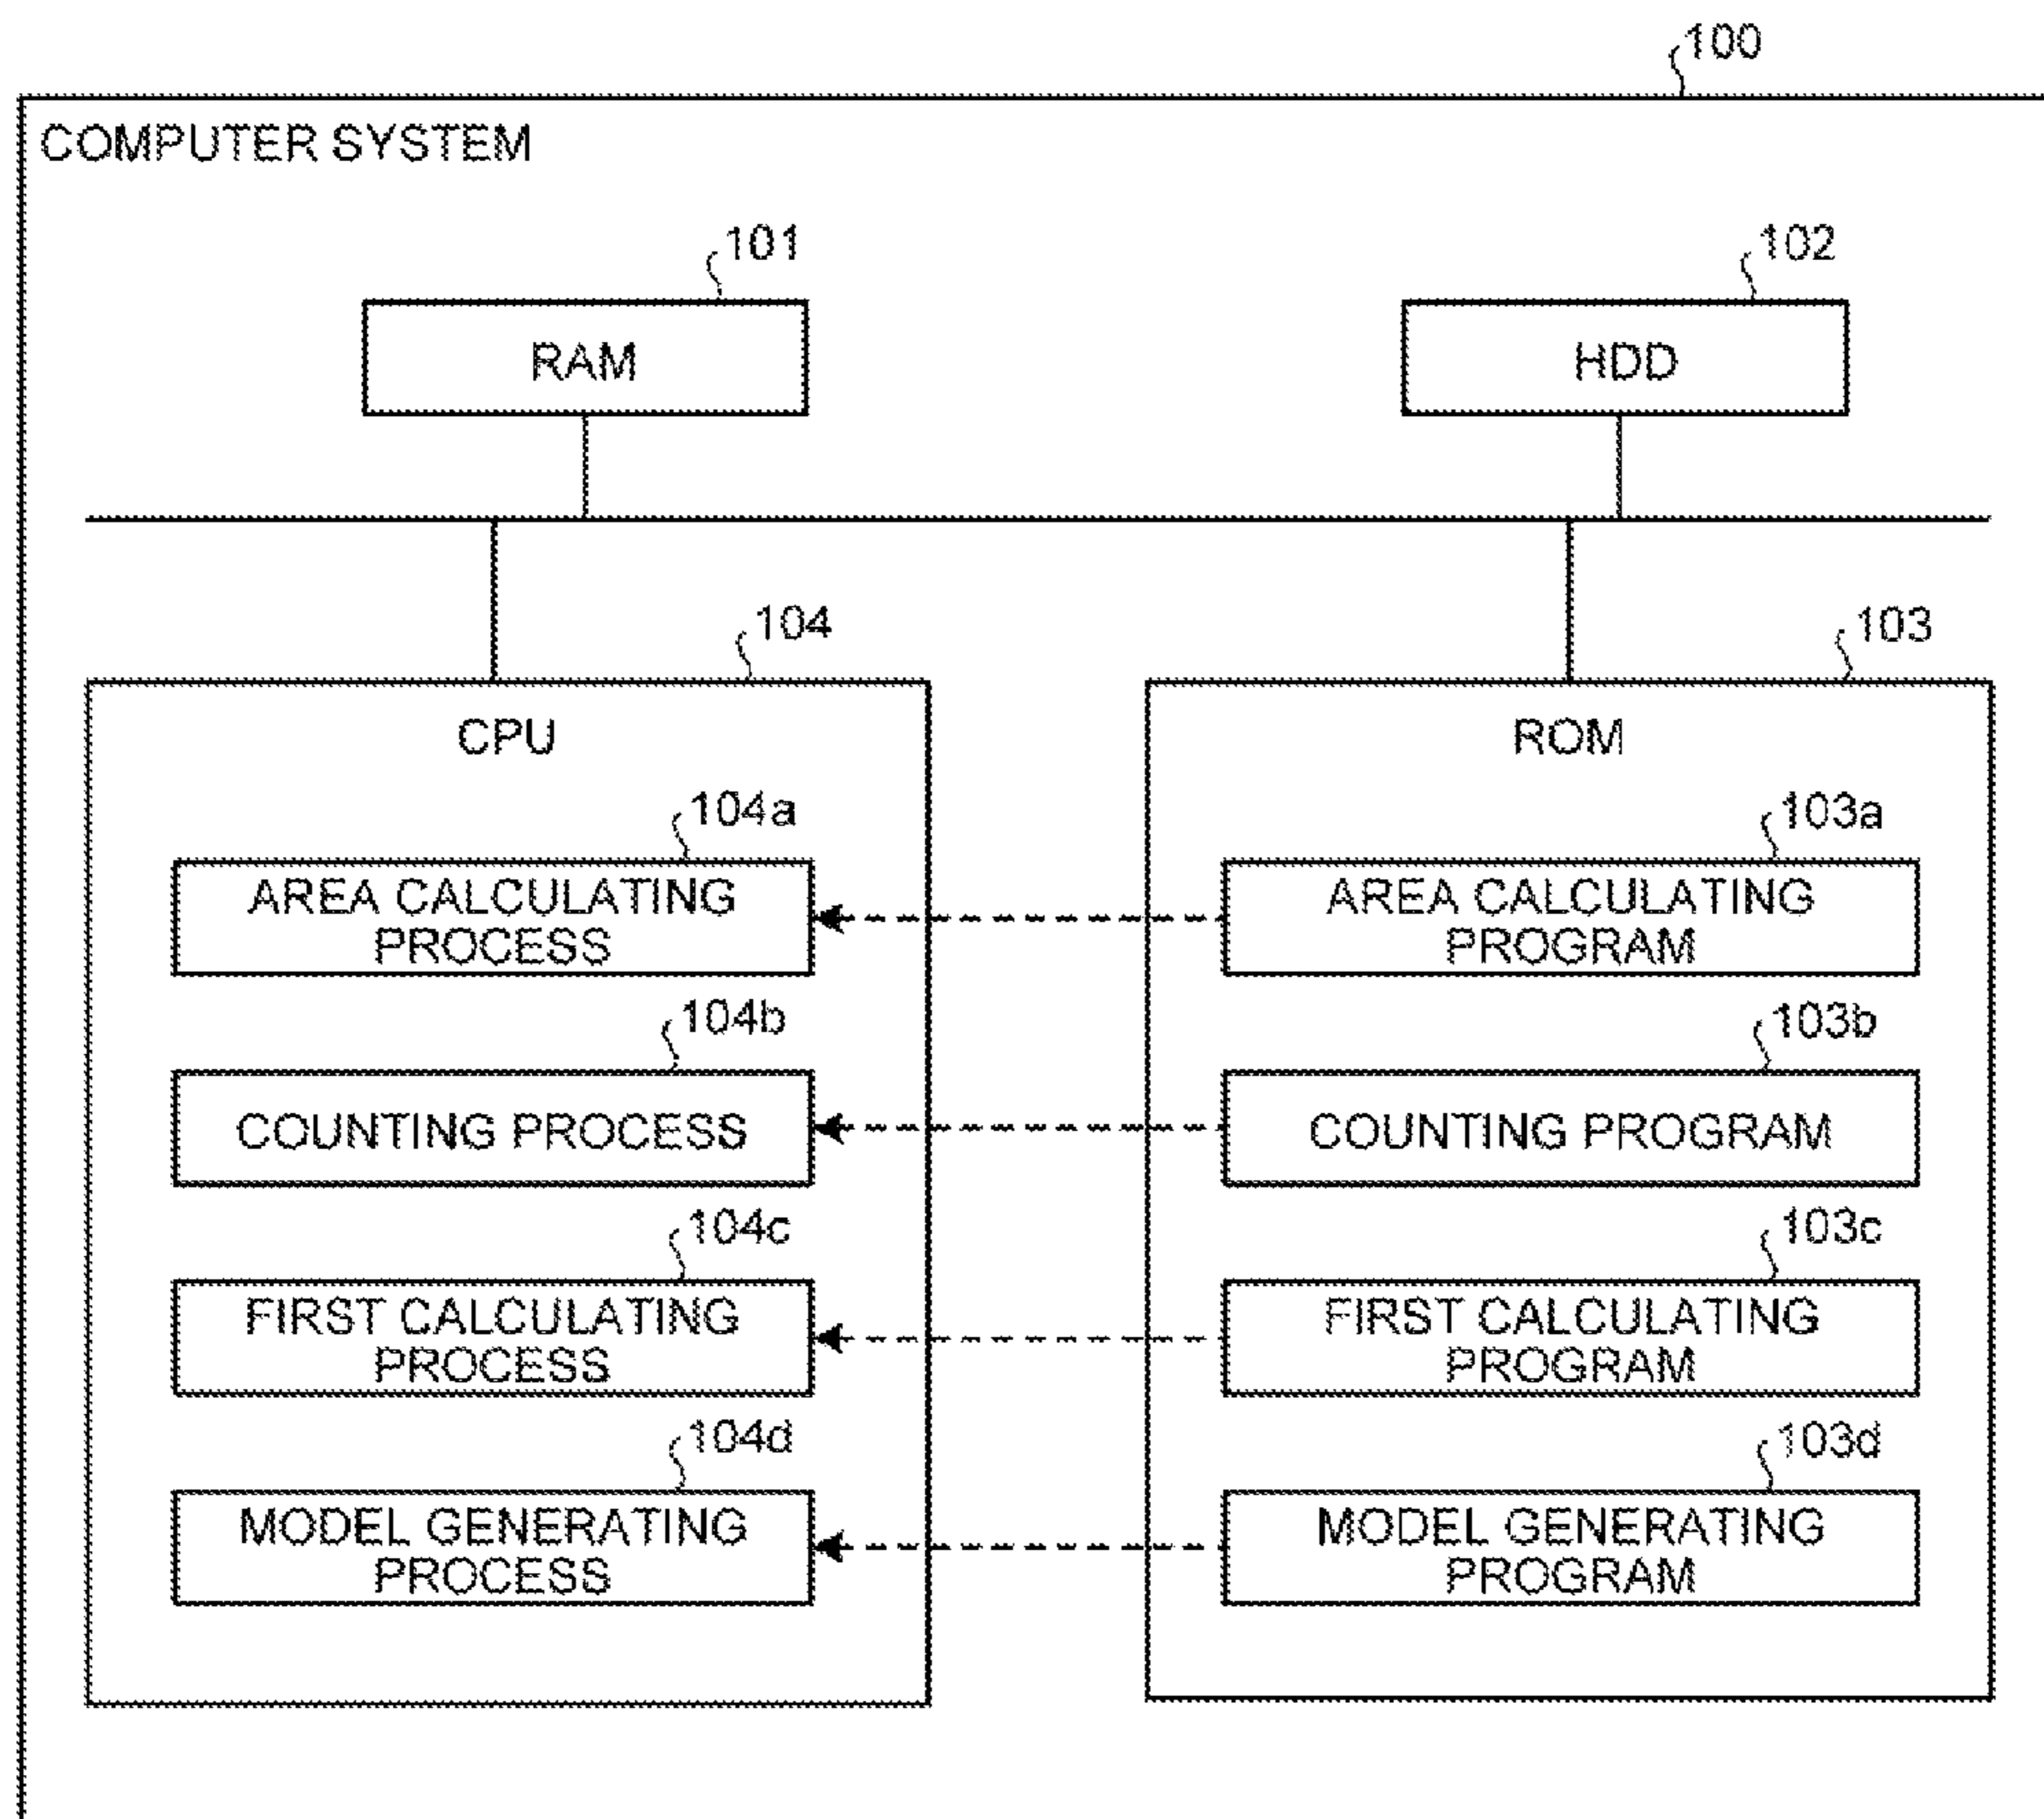 100
COMPUTER SYSTEM
101
102
RAM
HDD
104
103
CPU
ROM
104a
103a
AREA CALCULATING
PROCESS
AREA CALCULATING
PROGRAM
104b
103b
COUNTING PROCESS
COUNTING PROGRAM
104c
103c
FIRST CALCULATING
PROCESS
FIRST CALCULATING
PROGRAM
104d
103d
MODEL GENERATING
PROCESS
MODEL GENERATING
PROGRAM